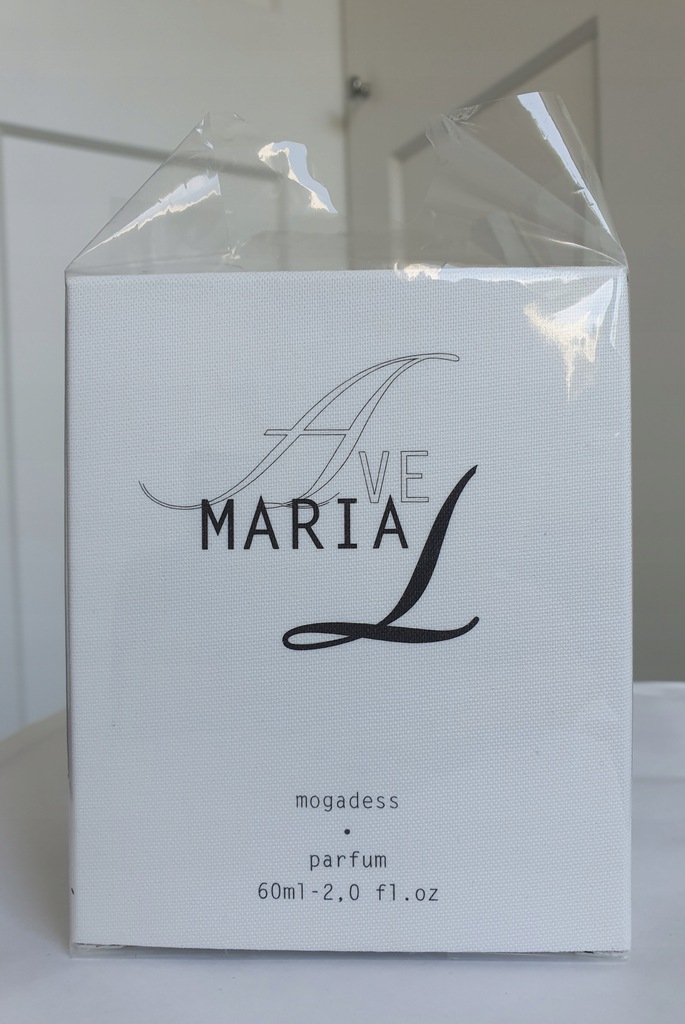 AVE
MARIA L
mogadess
•
parfum
60ml-2,0 fl.oz